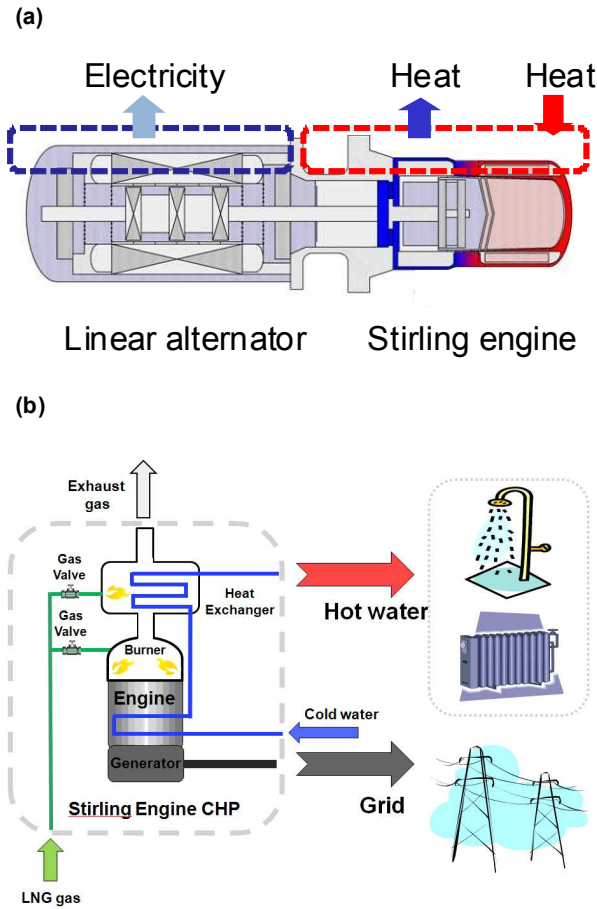 (a)
Electricity
Heat
Heat
Linear alternator
Stirling engine
(b)
Exhaust
gas
Gas
Valve
Heat
Exchanger
Hot water
Gas
Valve
Burner
Engine
Cold water
Generator
Grid
Stirling Engine CHP
LNG gas